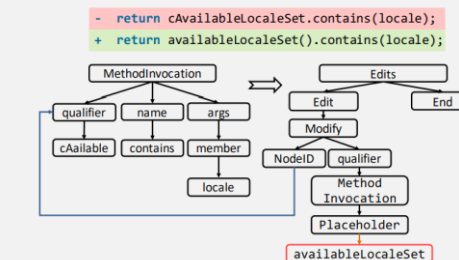 - return cAvailableLocaleSet.contains(locale);
+ return availableLocaleSet().contains(locale);
MethodInvocation
Edits
qualifier name args
Edit End
Modify
cAailable contains member
NodeID qualifier
locale
Method
Invocation
Placeholder
availableLocaleSet